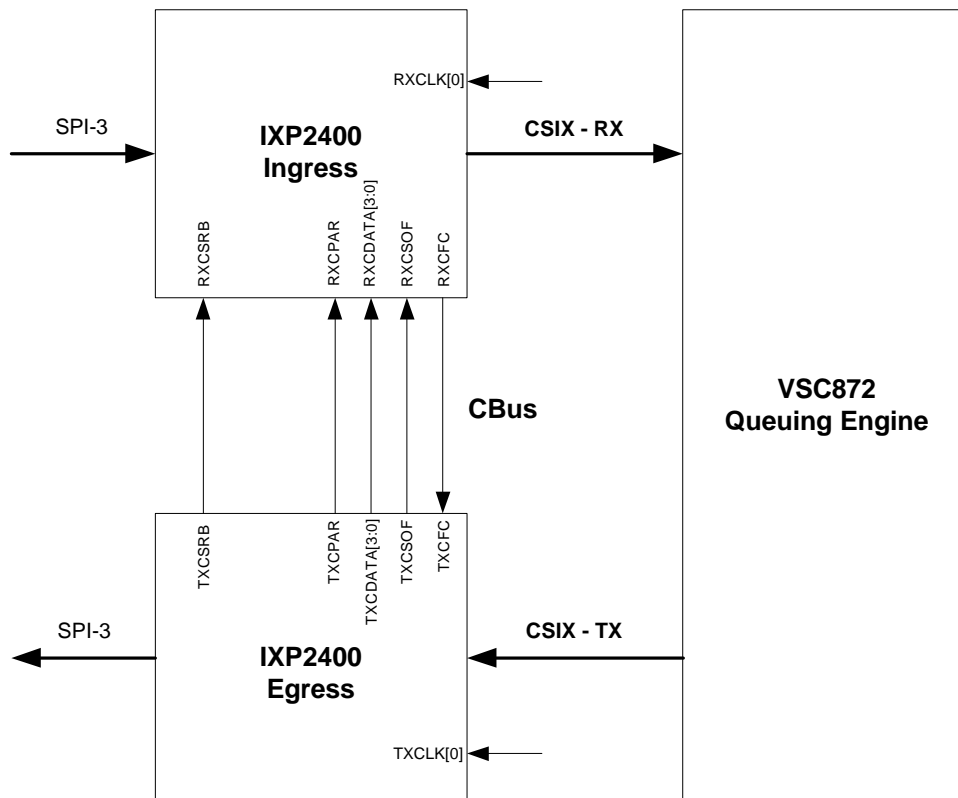 RXCLK[0]
SPI-3
IXP2400
Ingress
CSIX - RX
RXCSRB
RXCPAR
RXCDATA[3:0]
RXCSOF
RXCFC
CBus
VSC872
Queuing Engine
TXCSRB
TXCPAR
TXCDATA[3:0]
TXCSOF
TXCFC
SPI-3
IXP2400
Egress
CSIX - TX
TXCLK[0]